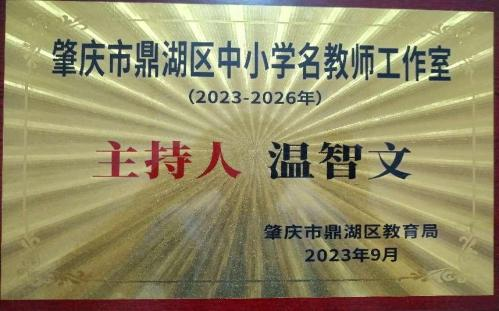 肇庆市鼎湖区中小学名教师工作室
（2023-2026年）
主持人 温智文
肇庆市鼎湖区教育局
2023年9月